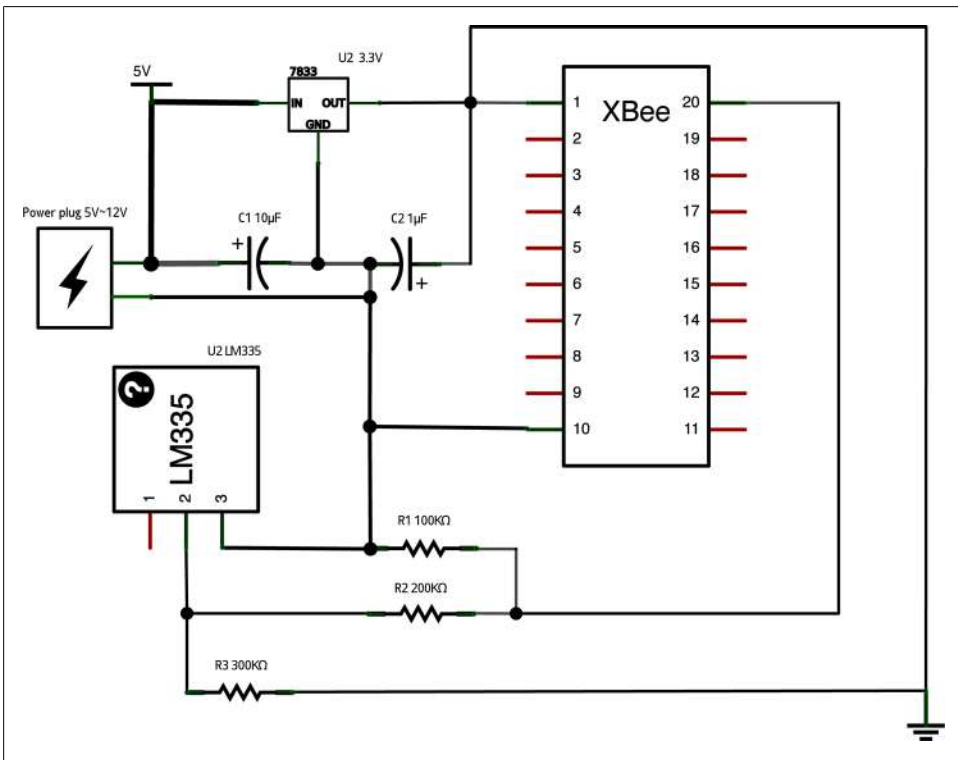 U2 3.3V
5V
7833
IN OUT
GND
XBee
1 20
2 19
3 18
4 17
5 16
6 15
7 14
8 13
9 12
10 11
Power plug 5V~12V
C1 10µF
+
C2 1µF
+
U2 LM335
?
LM335
1 2 3
R1 100KΩ
R2 200KΩ
R3 300KΩ